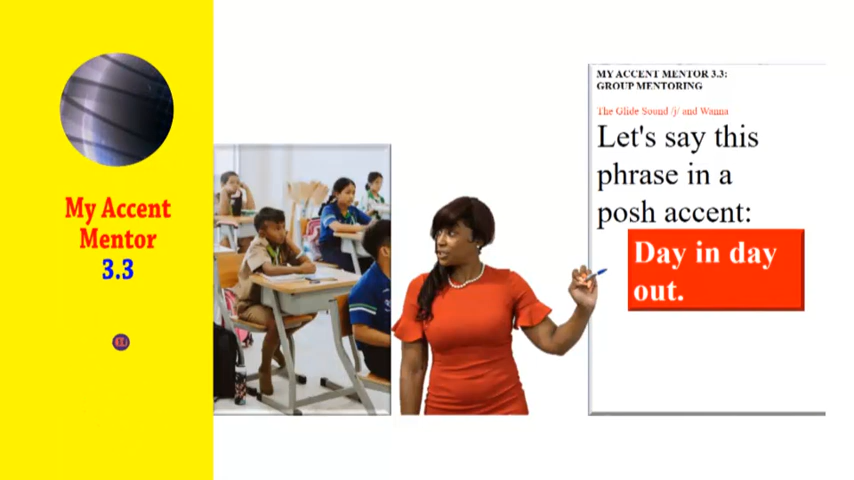 My Accent
Mentor
3.3
MY ACCENT MENTOR 3.3:
GROUP MENTORING
The Glide Sound /j/ and Wanna
Let's say this
phrase in a
posh accent:
Day in day
out.